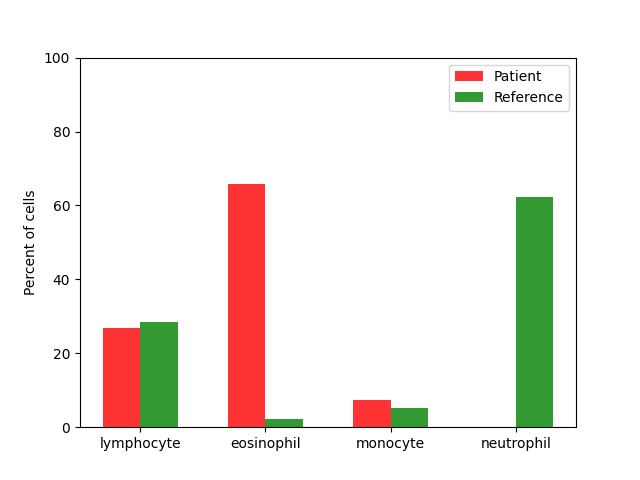 100
80
60
40
20
0
Percent of cells
Patient
Reference
lymphocyte eosinophil monocyte neutrophil